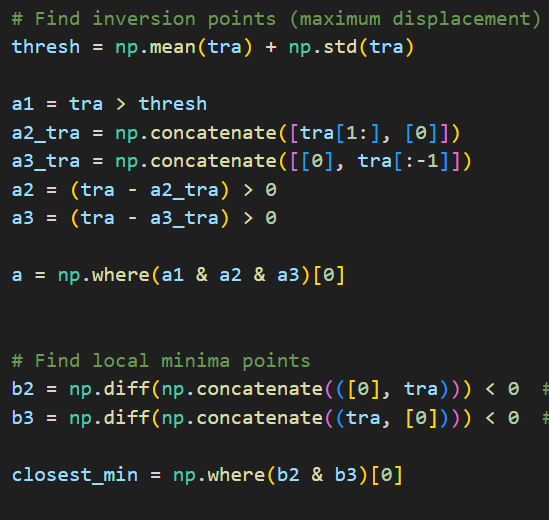 # Find inversion points (maximum displacement)
thresh = np.mean(tra) + np.std(tra)
a1 = tra > thresh
a2_tra = np.concatenate([tra[1:], [0]])
a3_tra = np.concatenate([[0], tra[:-1]])
a2 = (tra - a2_tra) > 0
a3 = (tra - a3_tra) > 0
a = np.where(a1 & a2 & a3)[0]
# Find local minima points
b2 = np.diff(np.concatenate(([0], tra))) < 0  #
b3 = np.diff(np.concatenate((tra, [0]))) < 0  #
closest_min = np.where(b2 & b3)[0]